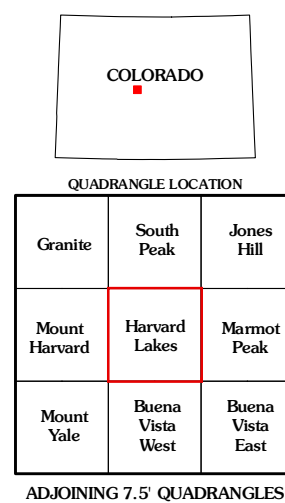 COLORADO
QUADRANGLE LOCATION
Granite
South
Peak
Jones
Hill
Mount
Harvard
Harvard
Lakes
Marmot
Peak
Mount
Yale
Buena
Vista
West
Buena
Vista
East
ADJOINING 7.5' QUADRANGLES